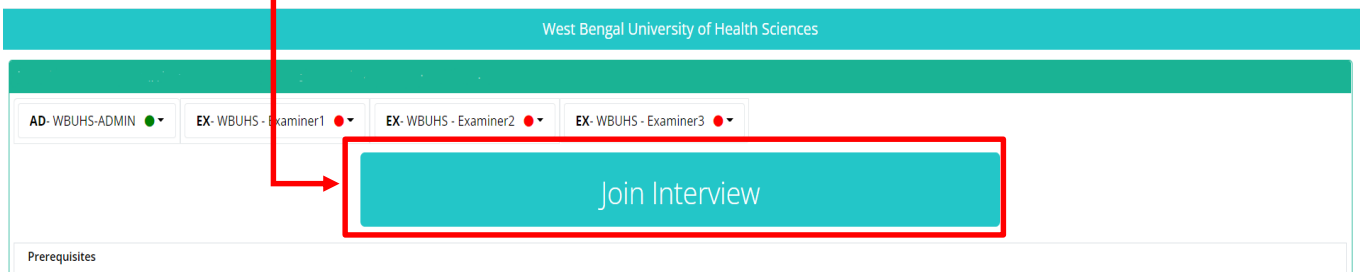 West Bengal University of Health Sciences
AD- WBUHS-ADMIN EX- WBUHS - Examiner1 EX- WBUHS - Examiner2 EX- WBUHS - Examiner3
Join Interview
Prerequisites